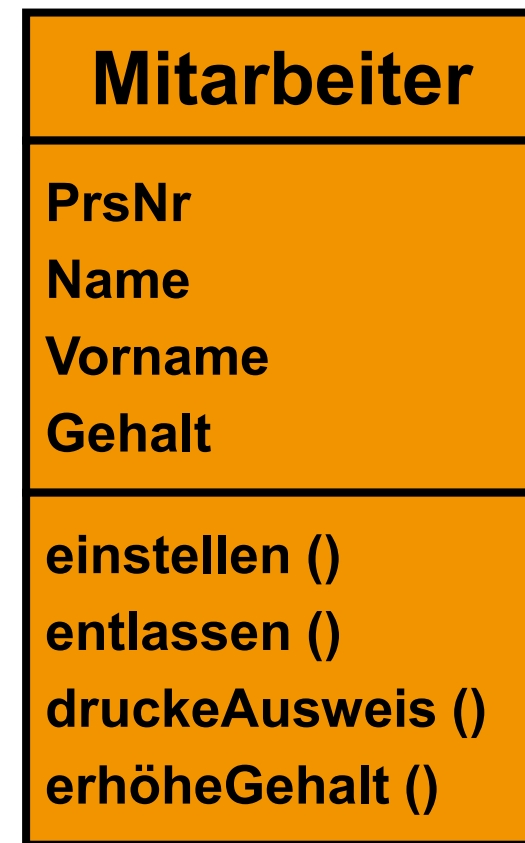 Mitarbeiter
PrsNr
Name
Vorname
Gehalt
einstellen ()
entlassen ()
druckeAusweis ()
erhöheGehalt ()